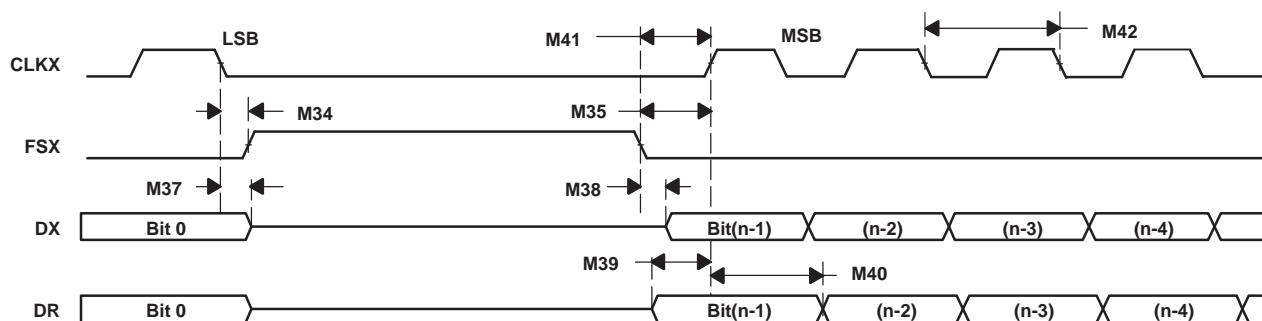 LSB M41 MSB M42
CLKX
M34 M35
FSX
M37 M38
DX Bit 0 Bit(n-1) (n-2) (n-3) (n-4)
M39 M40
DR Bit 0 Bit(n-1) (n-2) (n-3) (n-4)